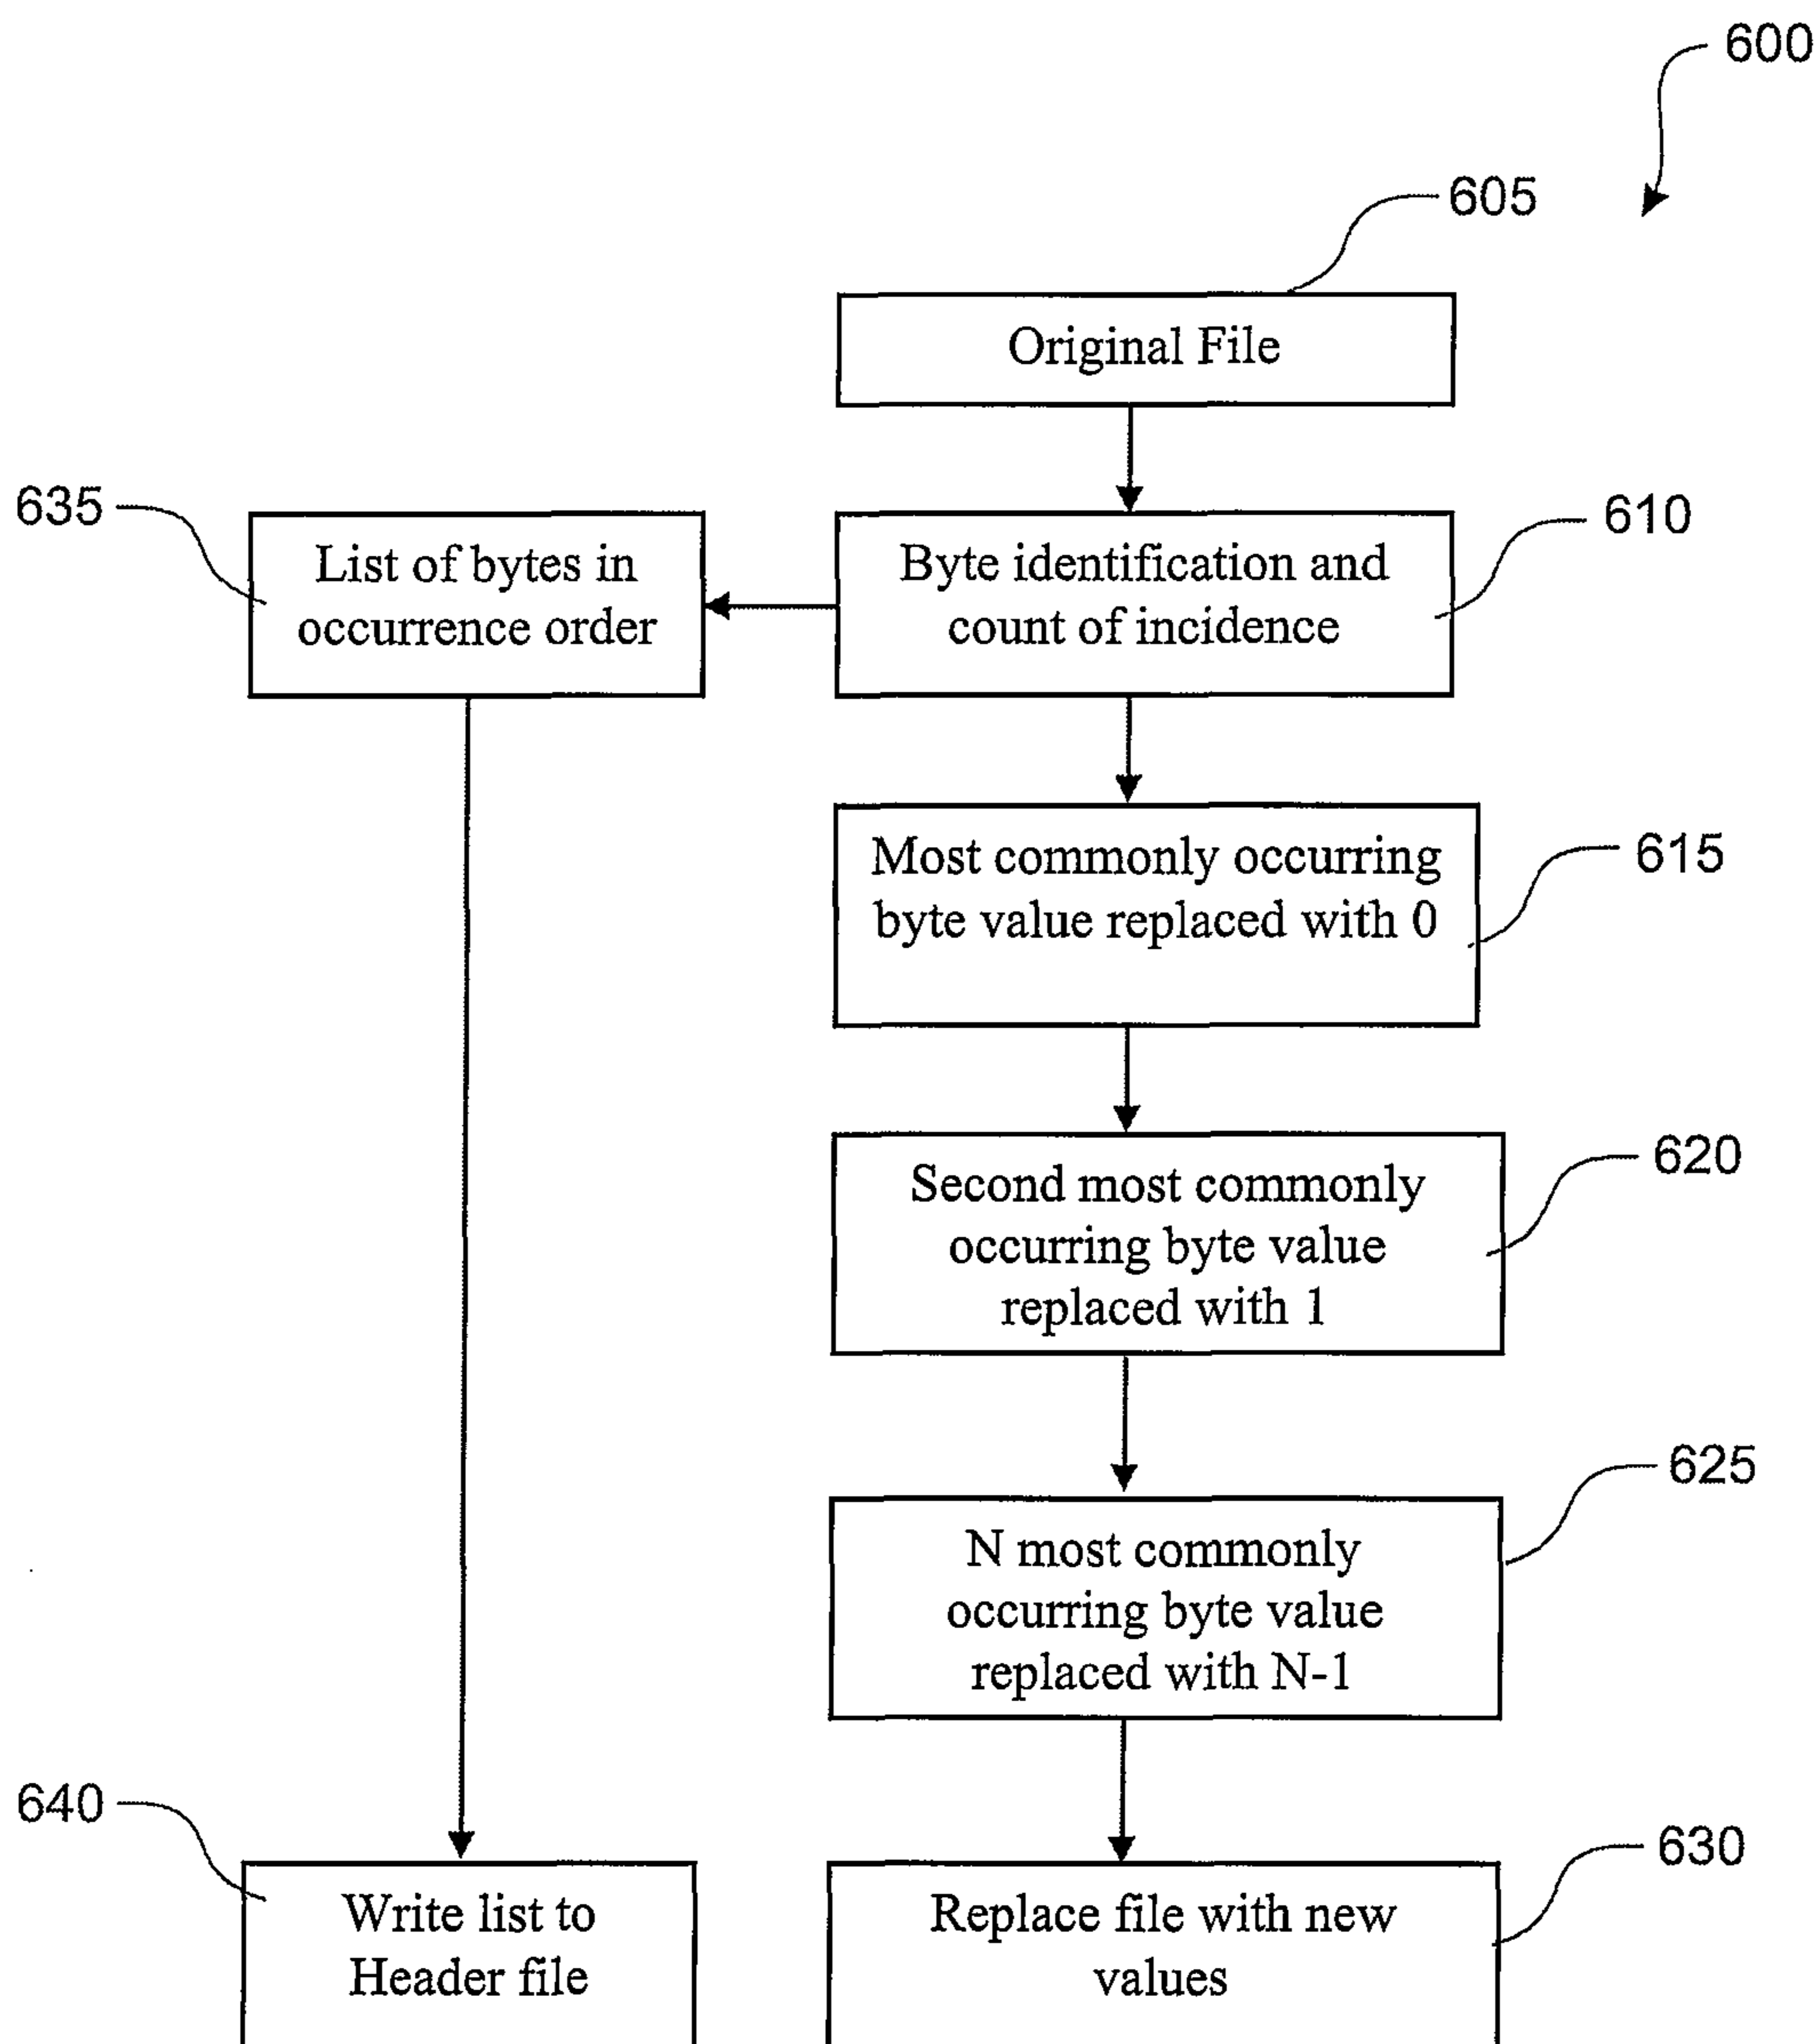 600
605
Original File
635
610
List of bytes in
occurrence order
Byte identification and
count of incidence
Most commonly occurring
byte value replaced with 0
615
Second most commonly
occurring byte value
replaced with 1
620
625
N most commonly
occurring byte value
replaced with N-1
640
630
Write list to
Header file
Replace file with new
values